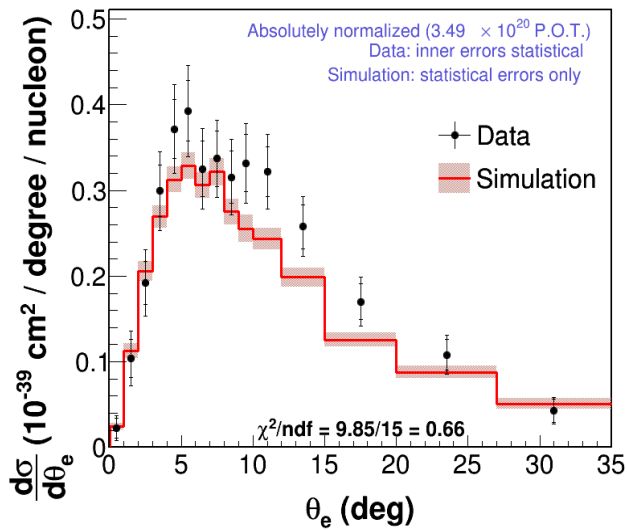 Absolutely normalized (3.49 × 10²⁰ P.O.T.)
Data: inner errors statistical
Simulation: statistical errors only
Data
Simulation
0.5
0.4
0.3
0.2
0.1
0
dσ/dθₑ (10⁻³⁹ cm² / degree / nucleon)
χ²/ndf = 9.85/15 = 0.66
0 5 10 15 20 25 30 35
θₑ (deg)